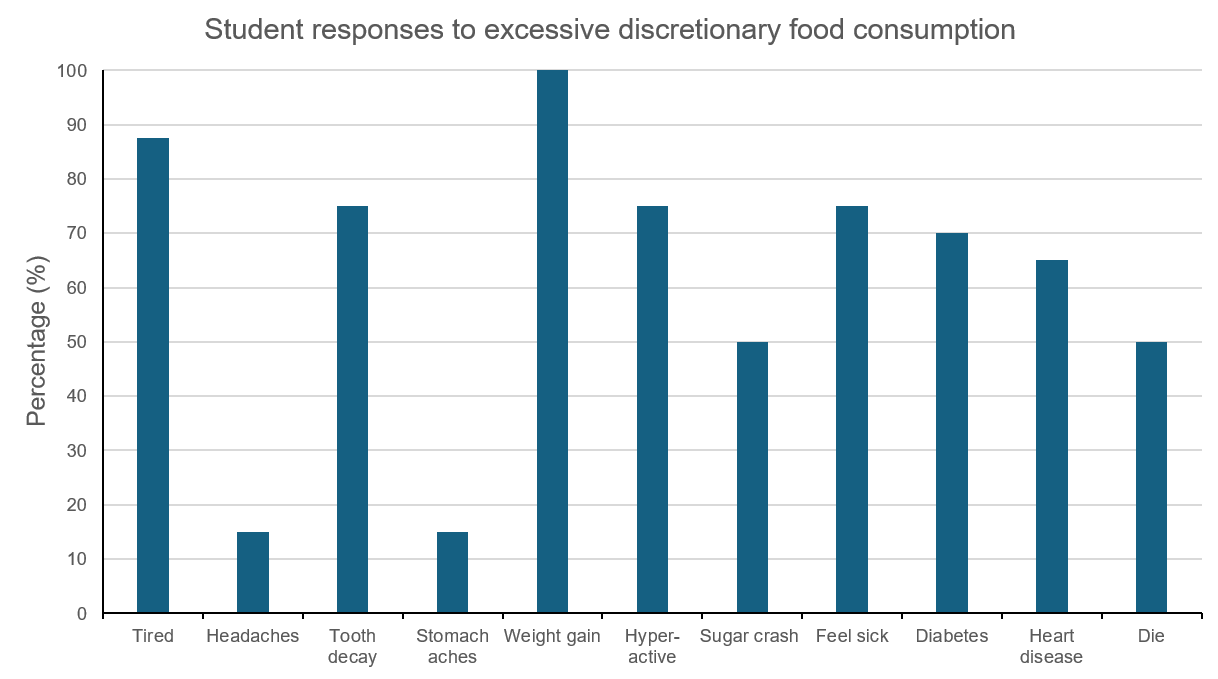 Student responses to excessive discretionary food consumption
Percentage (%)
100
90
80
70
60
50
40
30
20
10
0
Tired
Headaches
Tooth
decay
Stomach
aches
Weight gain
Hyper-
active
Sugar crash
Feel sick
Diabetes
Heart
disease
Die